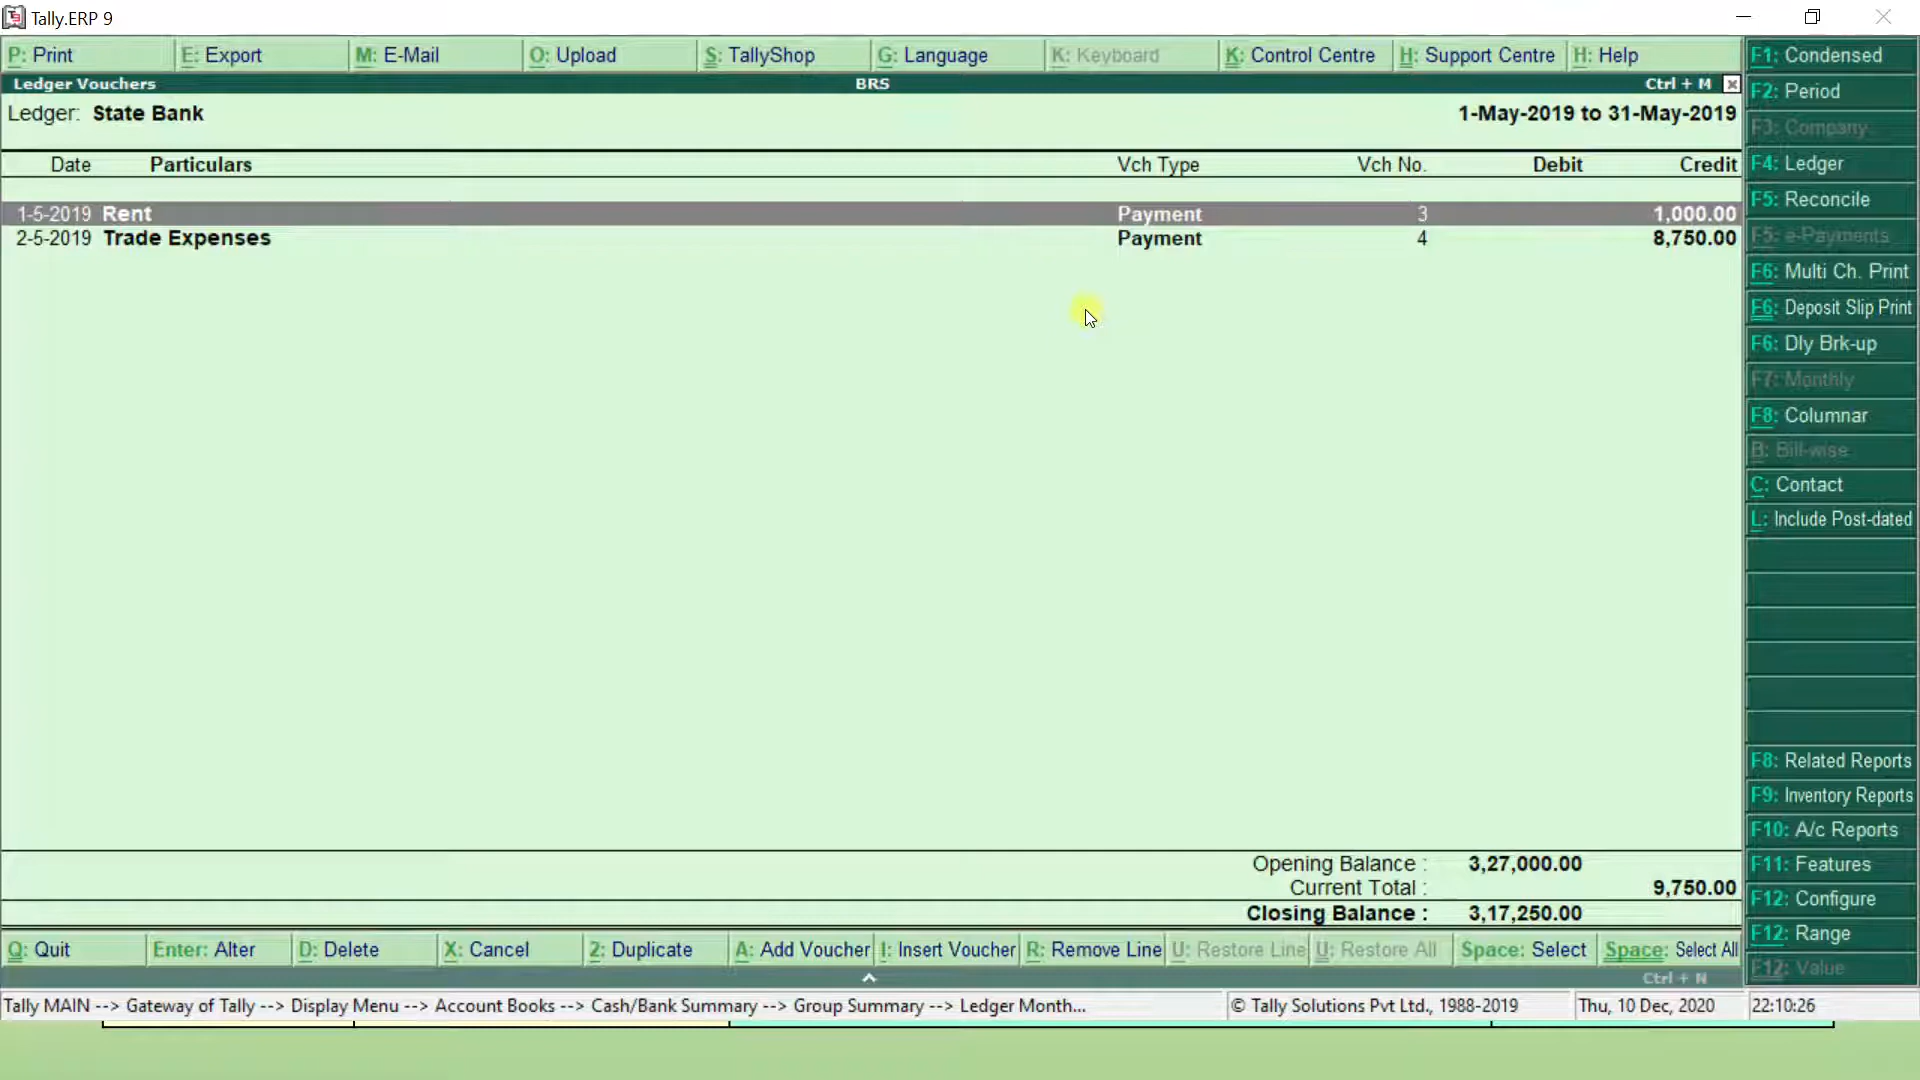 Tally.ERP 9
P: Print E: Export M: E-Mail O: Upload S: TallyShop G: Language K: Keyboard K: Control Centre H: Support Centre H: Help
Ledger Vouchers BRS Ctrl + M
Ledger: State Bank 1-May-2019 to 31-May-2019
Date Particulars Vch Type Vch No. Debit Credit
1-5-2019 Rent Payment 3 1,000.00
2-5-2019 Trade Expenses Payment 4 8,750.00
Opening Balance : 3,27,000.00
Current Total : 9,750.00
Closing Balance : 3,17,250.00
Q: Quit Enter: Alter D: Delete X: Cancel 2: Duplicate A: Add Voucher I: Insert Voucher R: Remove Line U: Restore Line U: Restore All Space: Select Space: Select All
Ctrl + N
F1: Condensed
F2: Period
F3: Company
F4: Ledger
F5: Reconcile
F5: e-Payments
F6: Multi Ch. Print
F6: Deposit Slip Print
F6: Dly Brk-up
F7: Monthly
F8: Columnar
B: Bill-wise
C: Contact
L: Include Post-dated
F8: Related Reports
F9: Inventory Reports
F10: A/c Reports
F11: Features
F12: Configure
F12: Range
F12: Value
Tally MAIN --> Gateway of Tally --> Display Menu --> Account Books --> Cash/Bank Summary --> Group Summary --> Ledger Month... © Tally Solutions Pvt Ltd., 1988-2019 Thu, 10 Dec, 2020 22:10:26